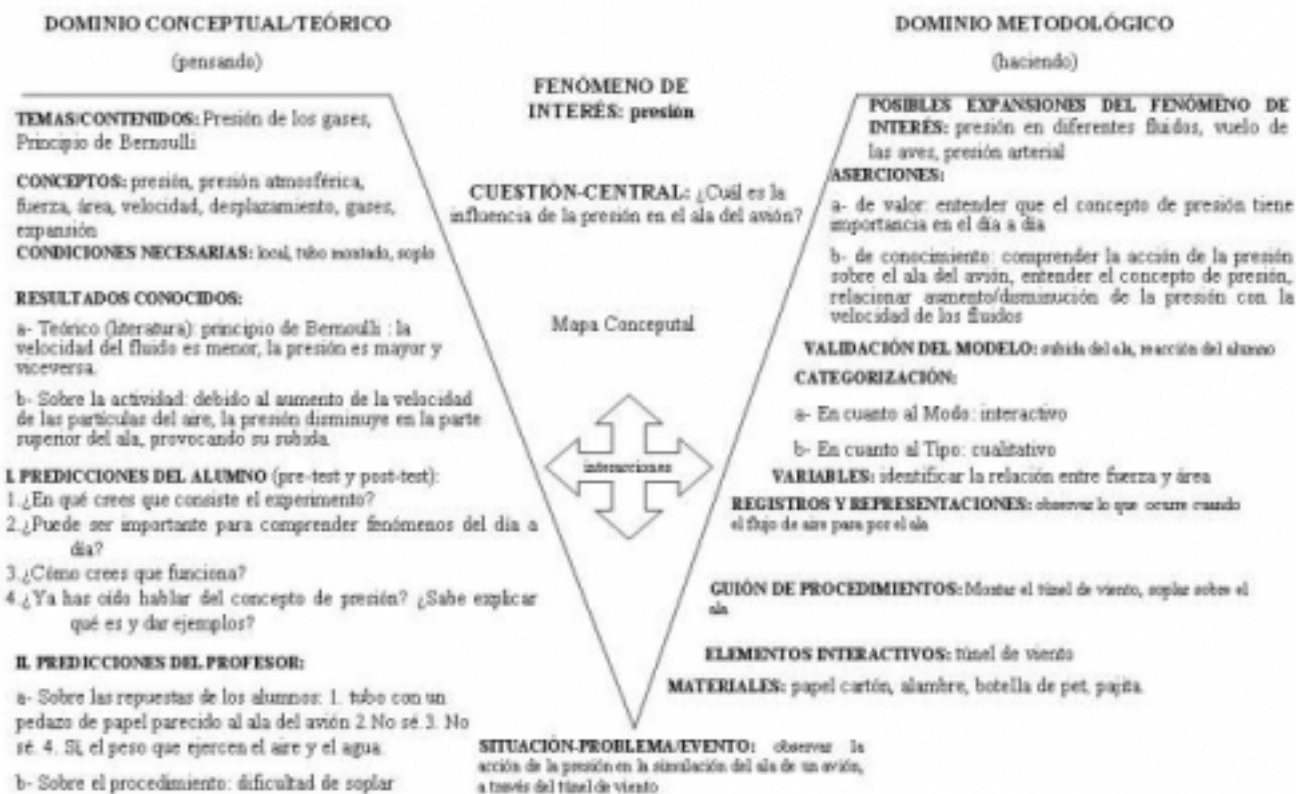 DOMINIO CONCEPTUAL/TEÓRICO
(pensando)
TEMAS/CONTENIDOS: Presión de los gases,
Principio de Bernoulli
CONCEPTOS: presión, presión atmosférica,
fuerza, área, velocidad, desplazamiento, gases,
expansión
CONDICIONES NECESARIAS: local, tubo montado, soplo
RESULTADOS CONOCIDOS:
a- Teórico (literatura): principio de Bernoulli : la
velocidad del fluido es menor, la presión es mayor y
viceversa.
b- Sobre la actividad: debido al aumento de la velocidad
de las partículas del aire, la presión disminuye en la parte
superior del ala, provocando su subida.
I. PREDICCIONES DEL ALUMNO (pre-test y post-test):
1.¿En qué crees que consiste el experimento?
2.¿Puede ser importante para comprender fenómenos del día a
día?
3.¿Cómo crees que funciona?
4.¿Ya has oído hablar del concepto de presión? ¿Sabe explicar
qué es y dar ejemplos?
II. PREDICCIONES DEL PROFESOR:
a- Sobre las repuestas de los alumnos: 1. tubo con un
pedazo de papel parecido al ala del avión 2.No sé.3. No
sé. 4. Sí, el peso que ejercen el aire y el agua.
b- Sobre el procedimiento: dificultad de soplar
FENÓMENO DE
INTERÉS: presión
CUESTIÓN-CENTRAL: ¿Cuál es la
influencia de la presión en el ala del avión?
Mapa Conceputal
interacciones
SITUACIÓN-PROBLEMA/EVENTO: observar la
acción de la presión en la simulación del ala de un avión,
a través del túnel de viento
DOMINIO METODOLÓGICO
(haciendo)
POSIBLES EXPANSIONES DEL FENÓMENO DE
INTERÉS: presión en diferentes fluidos, vuelo de
las aves, presión arterial
ASERCIONES:
a- de valor: entender que el concepto de presión tiene
importancia en el día a día
b- de conocimiento: comprender la acción de la presión
sobre el ala del avión, entender el concepto de presión,
relacionar aumento/disminución de la presión con la
velocidad de los fluidos
VALIDACIÓN DEL MODELO: subida del ala, reacción del alumno
CATEGORIZACIÓN:
a- En cuanto al Modo: interactivo
b- En cuanto al Tipo: cualitativo
VARIABLES: identificar la relación entre fuerza y área
REGISTROS Y REPRESENTACIONES: observar lo que ocurre cuando
el flujo de aire para por el ala
GUIÓN DE PROCEDIMIENTOS: Montar el túnel de viento, soplar sobre el
ala
ELEMENTOS INTERACTIVOS: túnel de viento
MATERIALES: papel cartón, alambre, botella de pet, pajita.